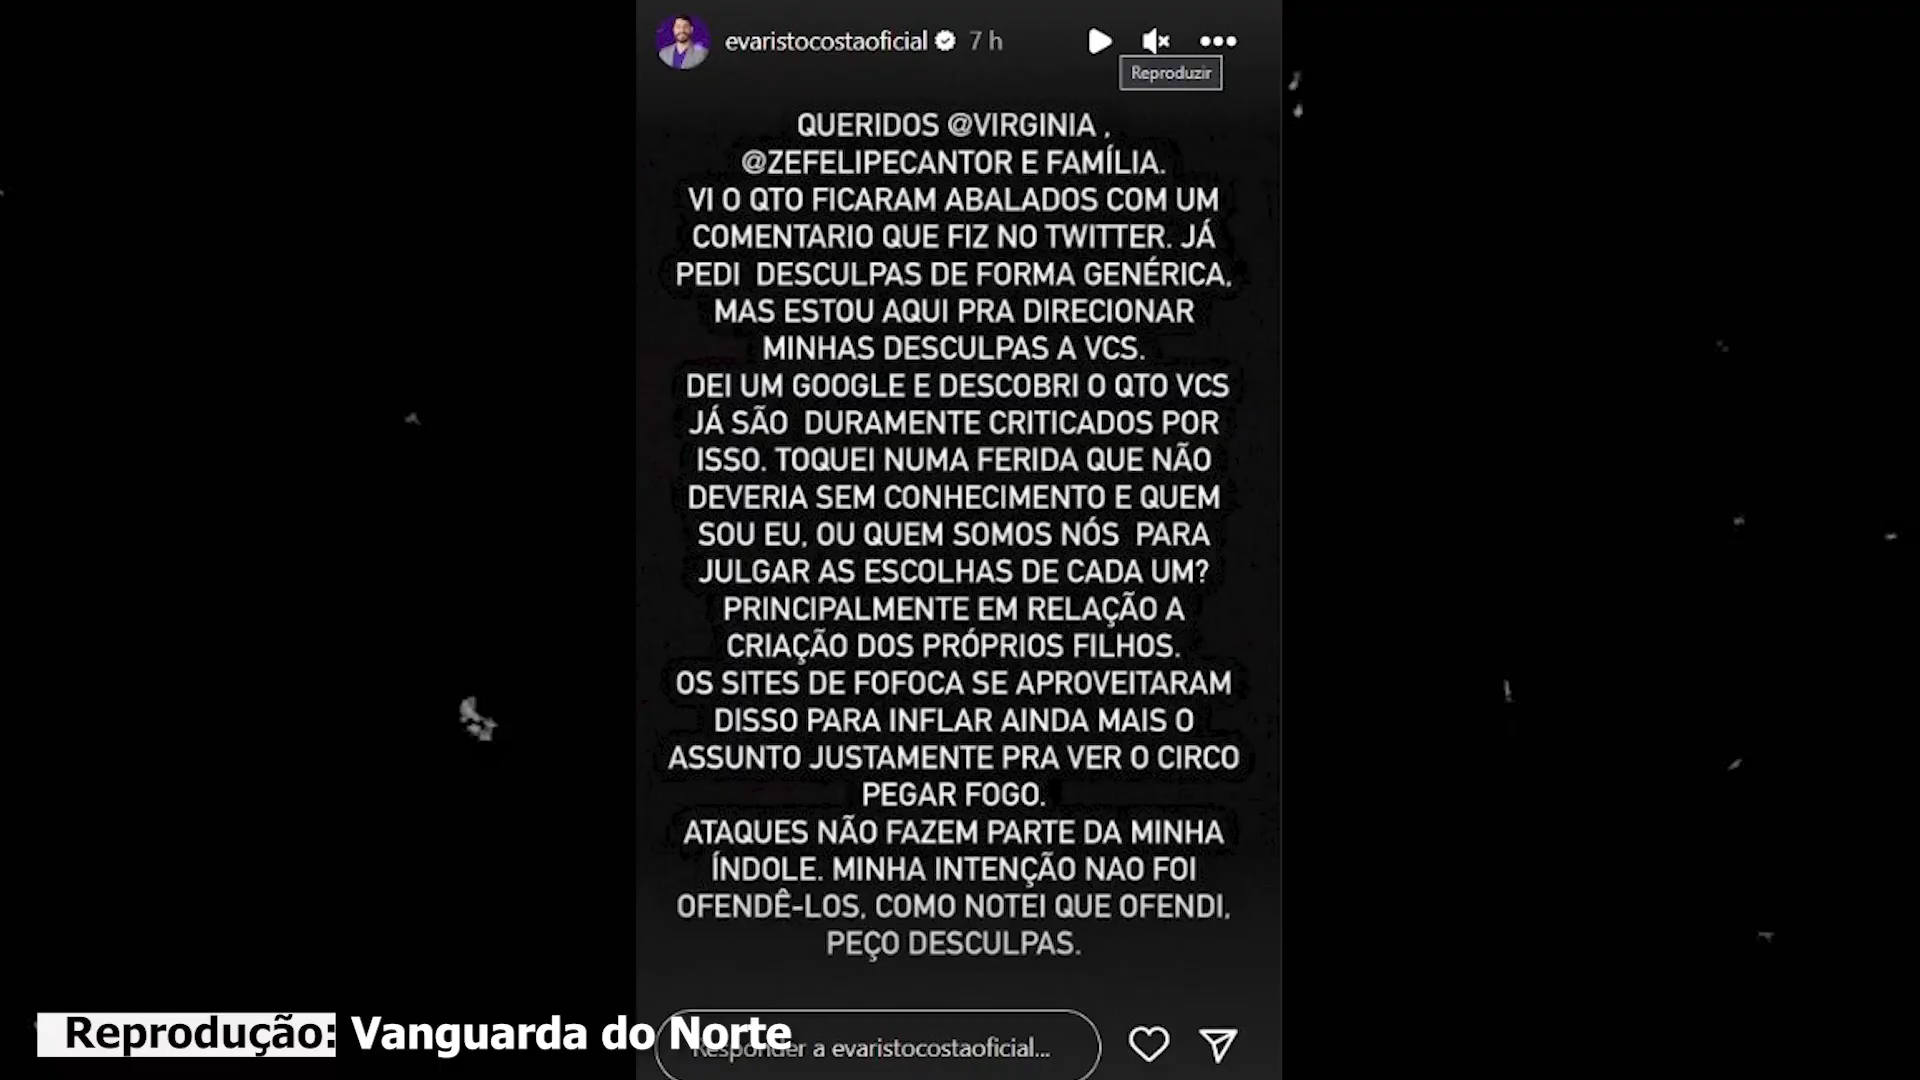 evaristocostaoficial 7 h
Reproduzir
QUERIDOS @VIRGINIA ,
@ZEFELIPECANTOR E FAMÍLIA.
VI O QTO FICARAM ABALADOS COM UM
COMENTARIO QUE FIZ NO TWITTER. JÁ
PEDI DESCULPAS DE FORMA GENÉRICA,
MAS ESTOU AQUI PRA DIRECIONAR
MINHAS DESCULPAS A VCS.
DEI UM GOOGLE E DESCOBRI O QTO VCS
JÁ SÃO DURAMENTE CRITICADOS POR
ISSO. TOQUEI NUMA FERIDA QUE NÃO
DEVERIA SEM CONHECIMENTO E QUEM
SOU EU, OU QUEM SOMOS NÓS PARA
JULGAR AS ESCOLHAS DE CADA UM?
PRINCIPALMENTE EM RELAÇÃO A
CRIAÇÃO DOS PRÓPRIOS FILHOS.
OS SITES DE FOFOCA SE APROVEITARAM
DISSO PARA INFLAR AINDA MAIS O
ASSUNTO JUSTAMENTE PRA VER O CIRCO
PEGAR FOGO.
ATAQUES NÃO FAZEM PARTE DA MINHA
ÍNDOLE. MINHA INTENÇÃO NAO FOI
OFENDÊ-LOS, COMO NOTEI QUE OFENDI,
PEÇO DESCULPAS.
Reprodução: Vanguarda do Norte
Responder a evaristocostaoficial...